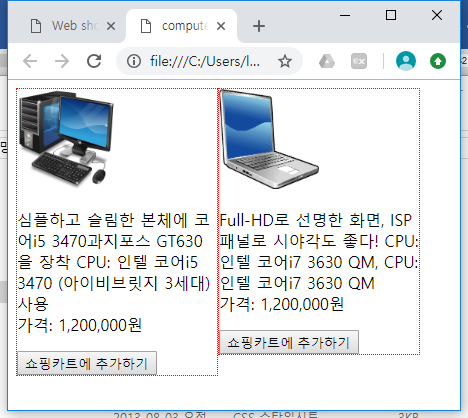 Web sho
compute
file:///C:/Users/l...
심플하고 슬림한 본체에 코
어i5 3470과지포스 GT630
을 장착 CPU: 인텔 코어i5
3470 (아이비브릿지 3세대)
사용
가격: 1,200,000원
쇼핑카트에 추가하기
Full-HD로 선명한 화면, ISP
패널로 시야각도 좋다! CPU:
인텔 코어i7 3630 QM, CPU:
인텔 코어i7 3630 QM
가격: 1,200,000원
쇼핑카트에 추가하기